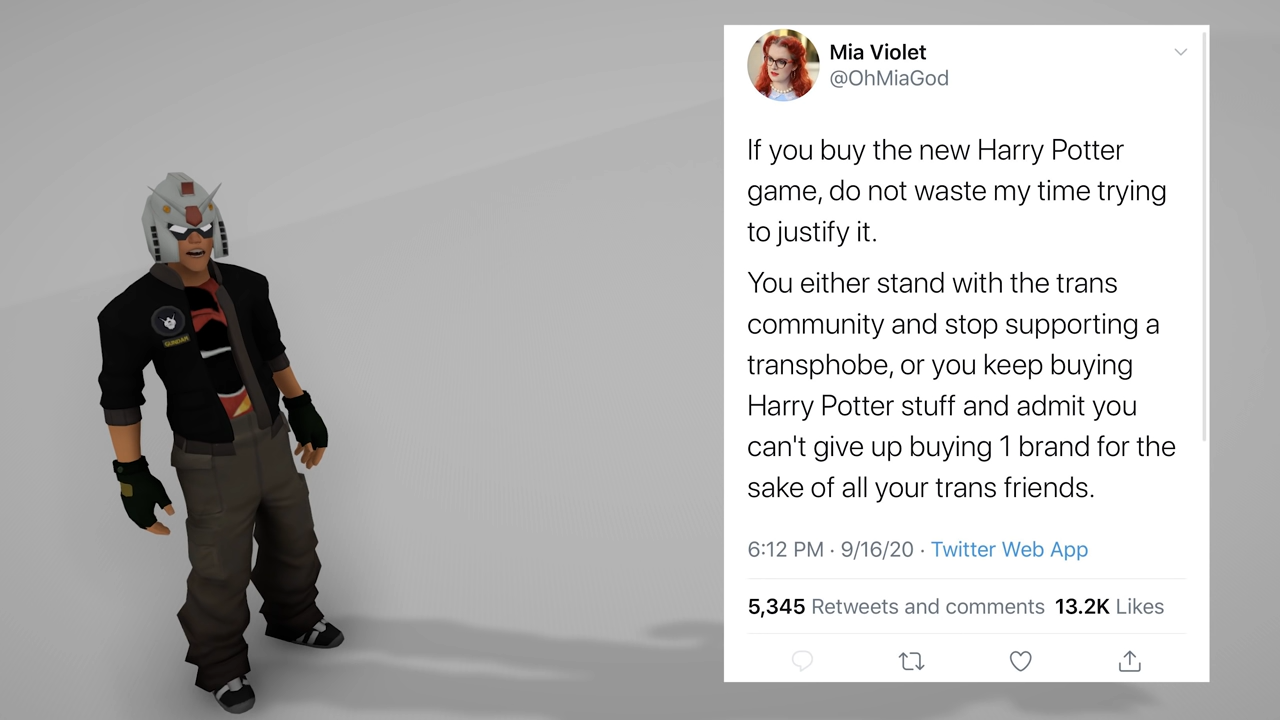 Mia Violet
@OhMiaGod
If you buy the new Harry Potter
game, do not waste my time trying
to justify it.
You either stand with the trans
community and stop supporting a
transphobe, or you keep buying
Harry Potter stuff and admit you
can't give up buying 1 brand for the
sake of all your trans friends.
6:12 PM · 9/16/20 · Twitter Web App
5,345 Retweets and comments 13.2K Likes
GUNDAM